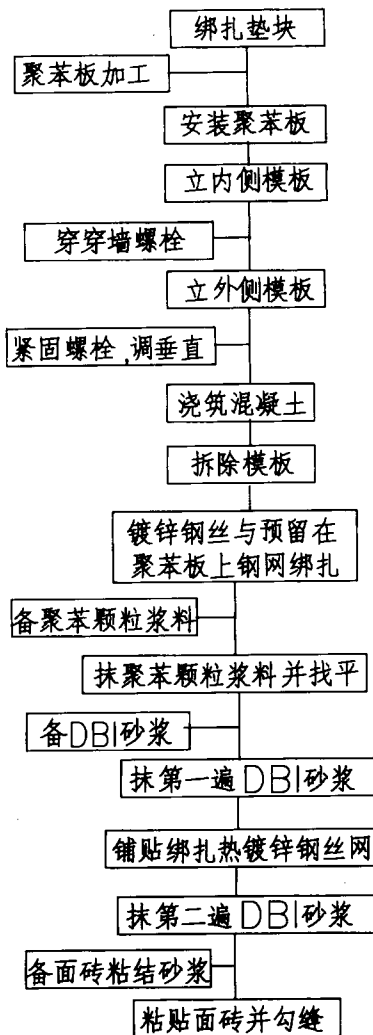 绑扎垫块
聚苯板加工
安装聚苯板
立内侧模板
穿穿墙螺栓
立外侧模板
紧固螺栓,调垂直
浇筑混凝土
拆除模板
镀锌钢丝与预留在
聚苯板上钢网绑扎
备聚苯颗粒浆料
抹聚苯颗粒浆料并找平
备DBI砂浆
抹第一遍DBI砂浆
铺贴绑扎热镀锌钢丝网
抹第二遍DBI砂浆
备面砖粘结砂浆
粘贴面砖并勾缝